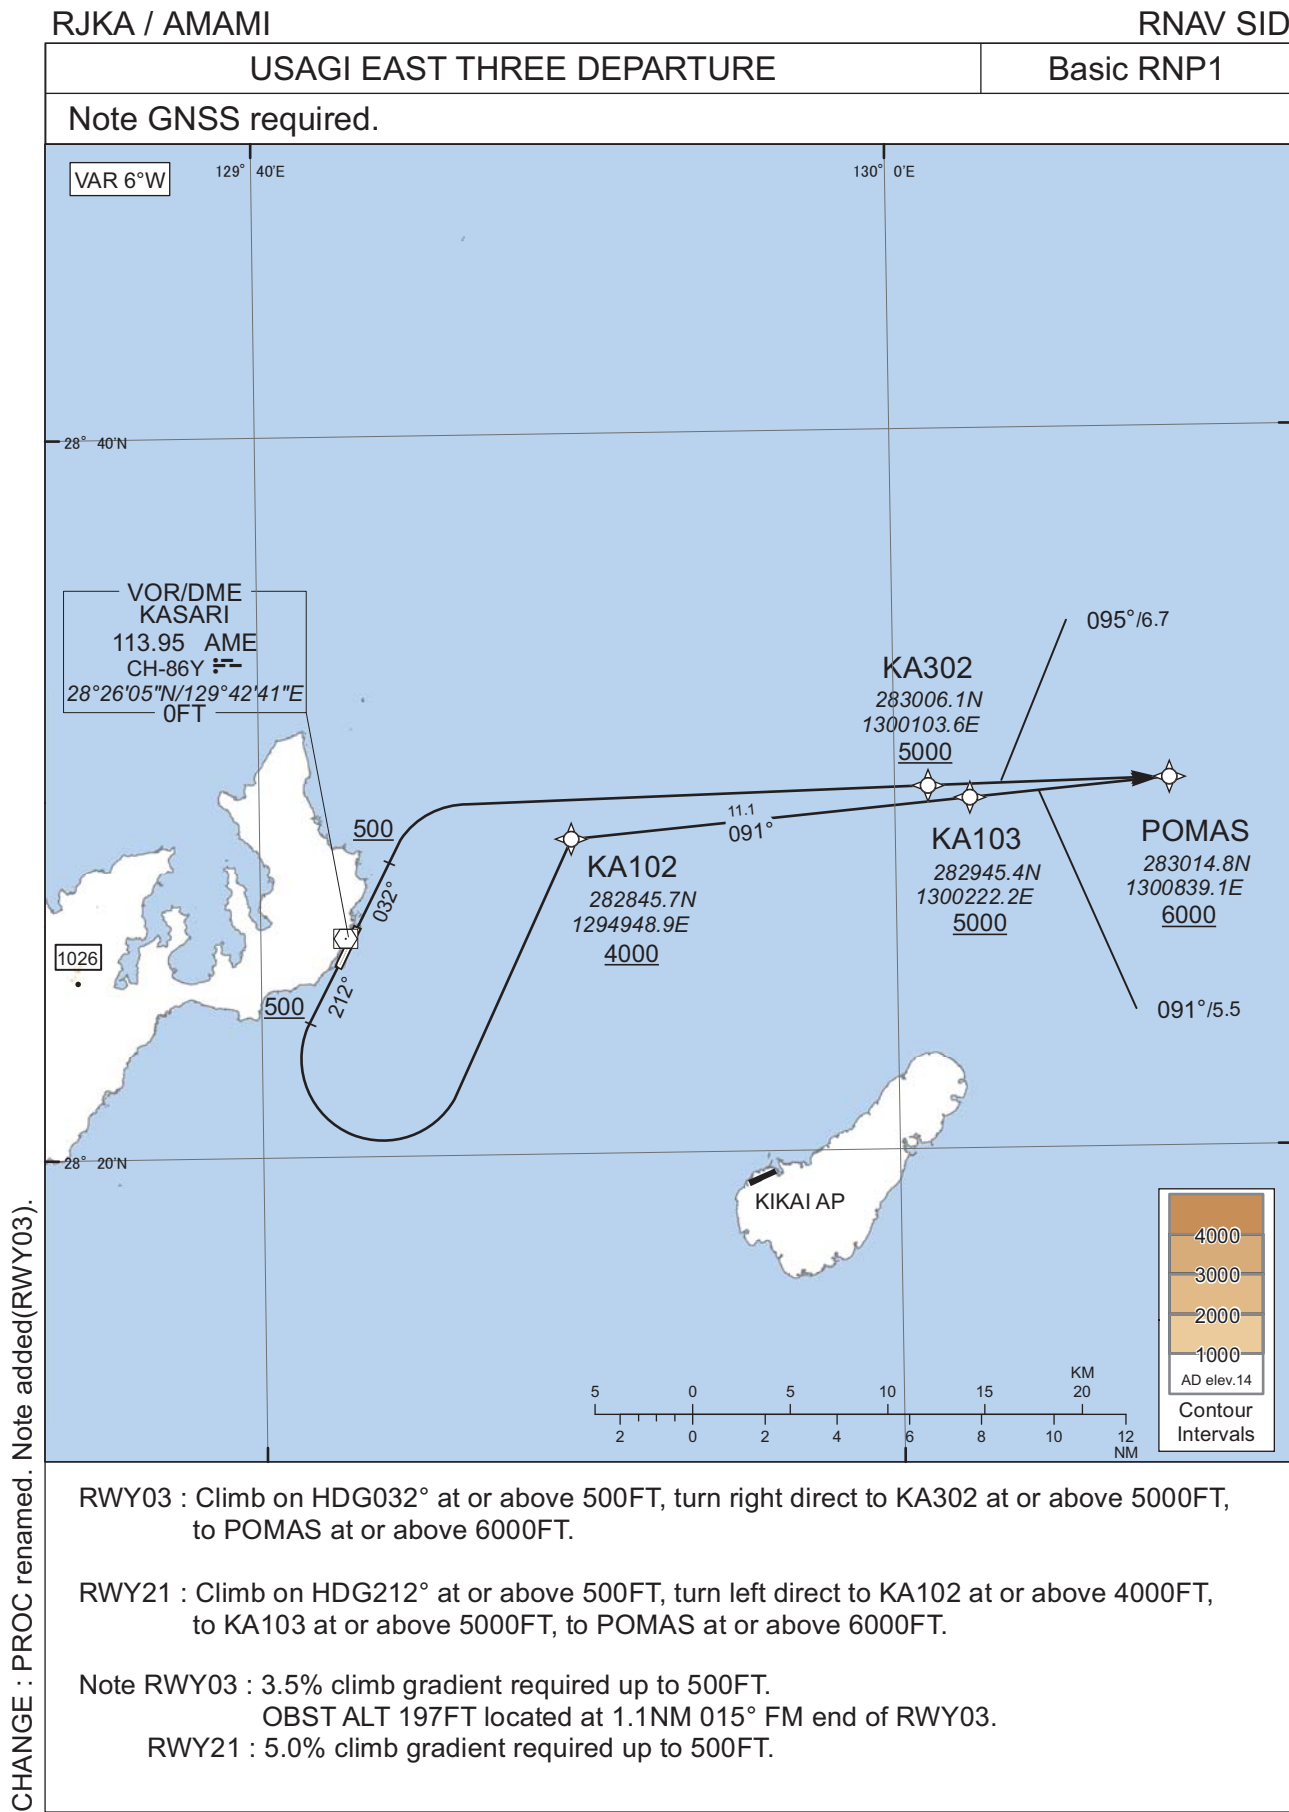 RJKA / AMAMI
RNAV SID
USAGI EAST THREE DEPARTURE
Basic RNP1
Note GNSS required.
VAR 6°W
129° 40'E
130° 0'E
28° 40'N
VOR/DME
KASARI
113.95 AME
CH-86Y
28°26'05"N/129°42'41"E
0FT
095°/6.7
KA302
283006.1N
1300103.6E
5000
500
032°
11.1
091°
KA102
282845.7N
1294948.9E
4000
KA103
282945.4N
1300222.2E
5000
POMAS
283014.8N
1300839.1E
6000
1026
500
212°
091°/5.5
28° 20'N
KIKAI AP
4000
3000
2000
1000
AD elev.14
Contour
Intervals
KM
5 0 5 10 15 20
2 0 2 4 6 8 10 12
NM
RWY03 : Climb on HDG032° at or above 500FT, turn right direct to KA302 at or above 5000FT,
to POMAS at or above 6000FT.
RWY21 : Climb on HDG212° at or above 500FT, turn left direct to KA102 at or above 4000FT,
to KA103 at or above 5000FT, to POMAS at or above 6000FT.
Note RWY03 : 3.5% climb gradient required up to 500FT.
OBST ALT 197FT located at 1.1NM 015° FM end of RWY03.
RWY21 : 5.0% climb gradient required up to 500FT.
CHANGE : PROC renamed. Note added(RWY03).